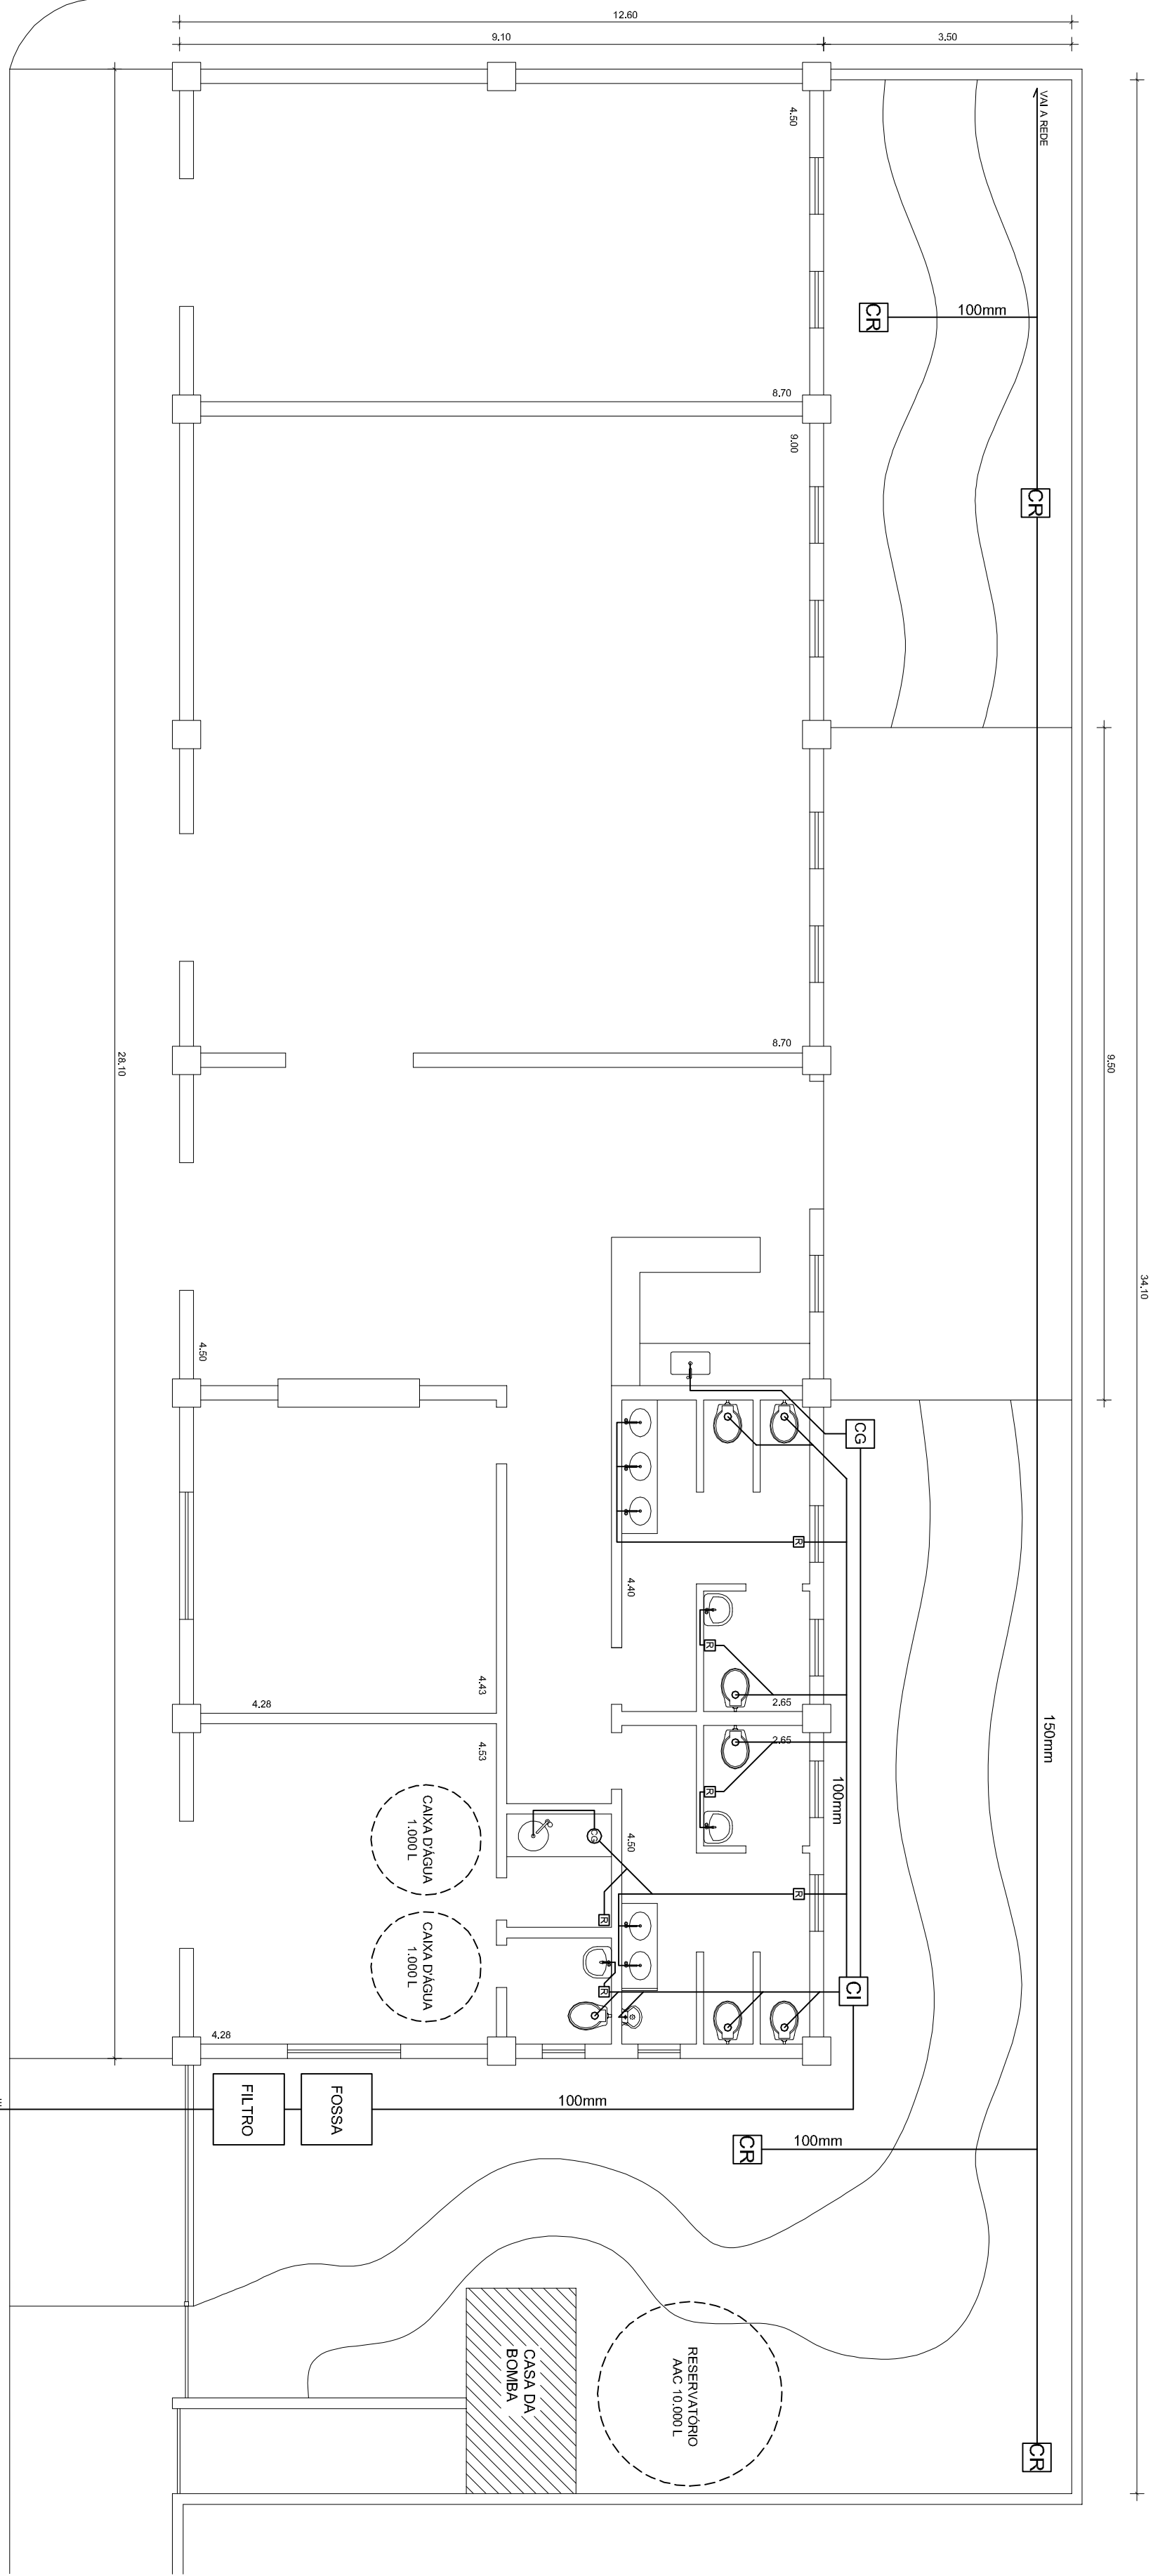 12.60
9.10
3.50
VAI A REDE
4.50
CR
100mm
8.70
9.00
CR
9.50
8.70
28.10
34.10
4.50
CG
R
4.40
R
4.43
4.28
2.65
150mm
4.53
2.65
R
100mm
CAIXA D'ÁGUA
1.000 L
CG
4.50
R
R
CAIXA D'ÁGUA
1.000 L
R
CI
4.28
FILTRO
FOSSA
100mm
CR
100mm
CASA DA
BOMBA
RESERVATÓRIO
AAC 10.000 L
CR